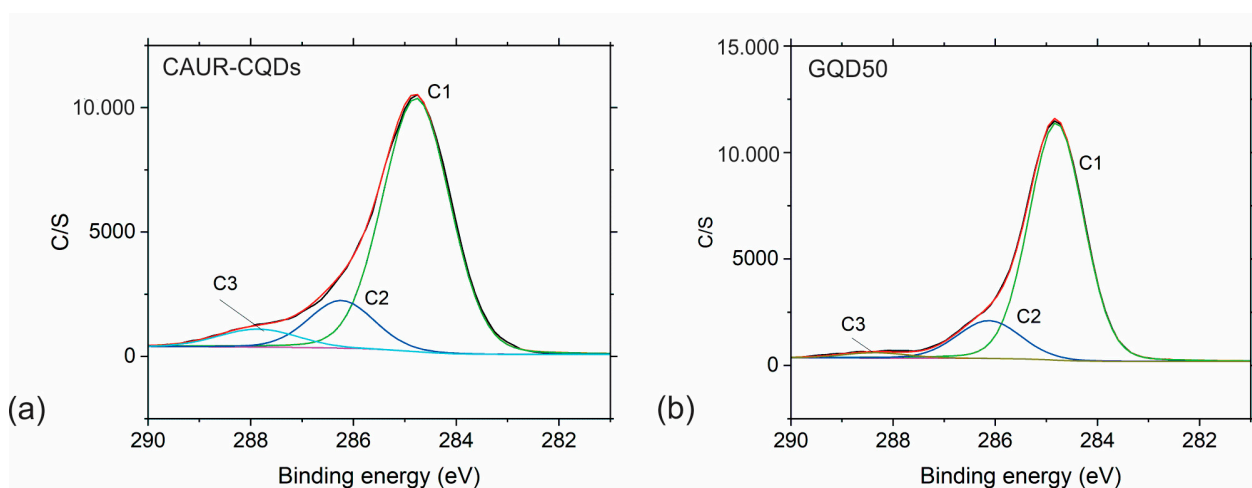 CAUR-CQDs
C1
C2
C3
10.000
5000
0
C/S
290
288
286
284
282
Binding energy (eV)
(a)
GQD50
C1
C2
C3
15.000
10.000
5000
0
C/S
290
288
286
284
282
Binding energy (eV)
(b)